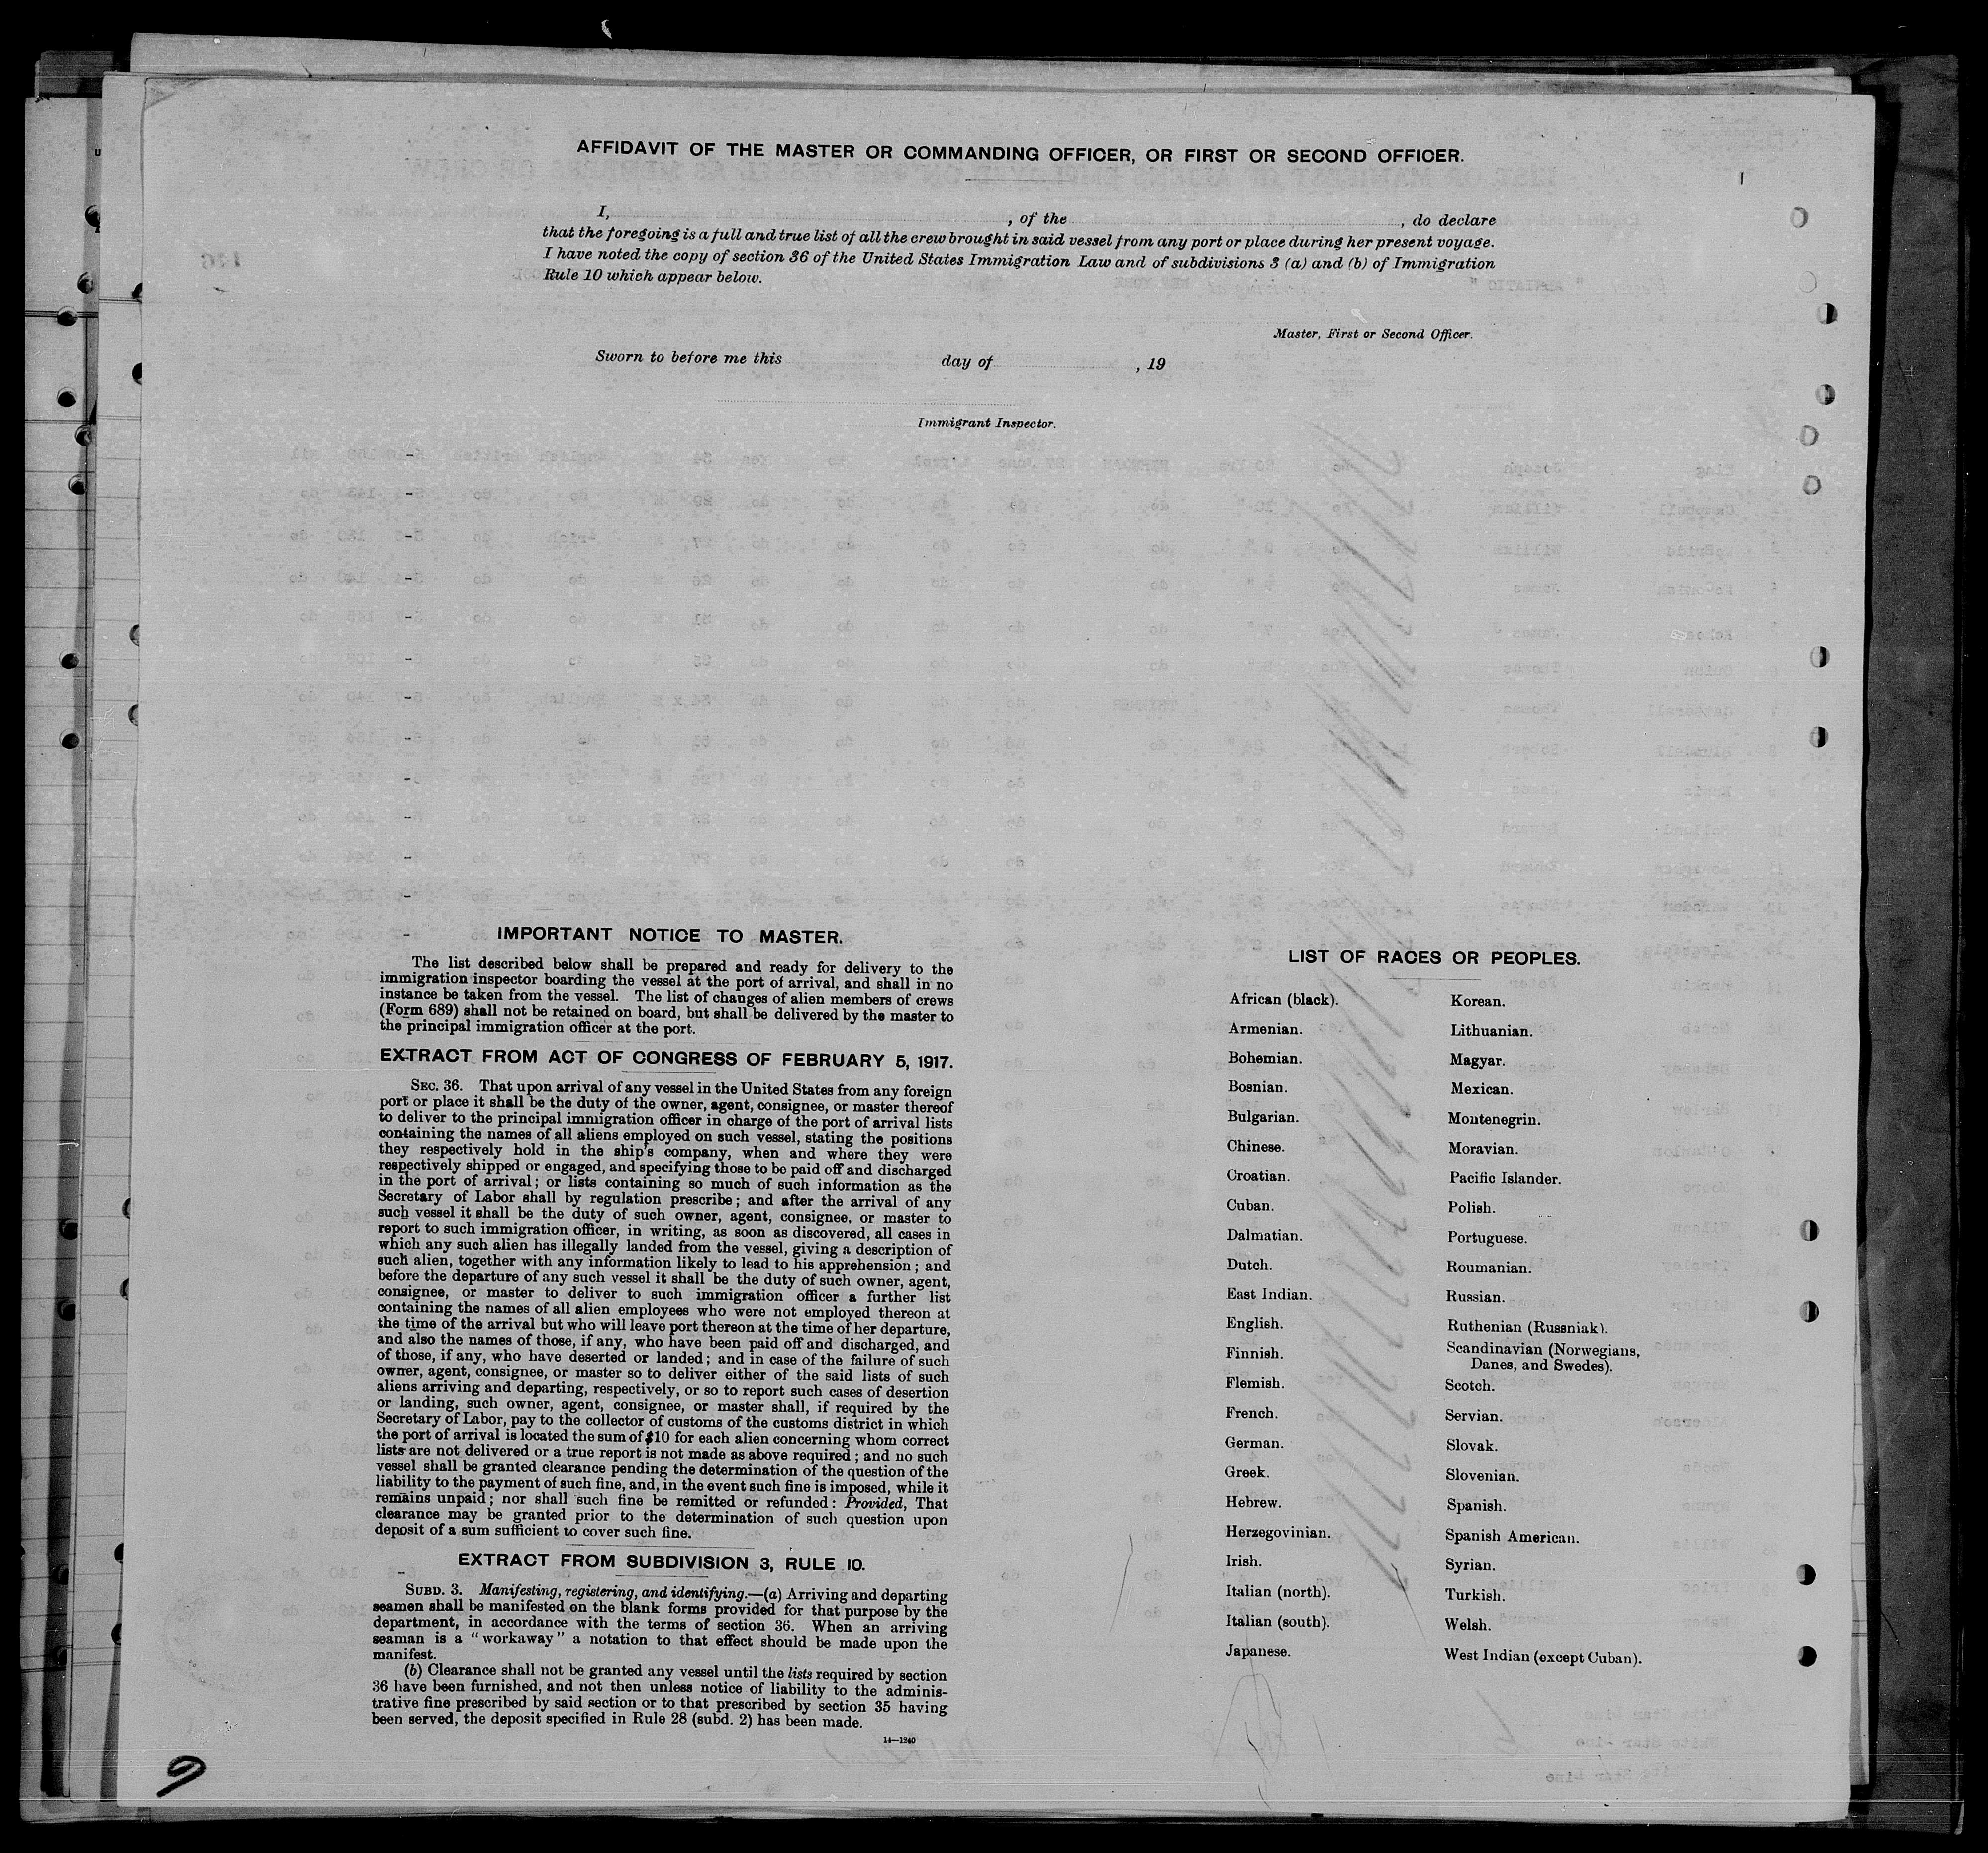 AFFIDAVIT OF THE MASTER OR COMMANDING OFFICER, OR FIRST OR SECOND OFFICER.
I, , of the , do declare
that the foregoing is a full and true list of all the crew brought in said vessel from any port or place during her present voyage.
I have noted the copy of section 36 of the United States Immigration Law and of subdivisions 3 (a) and (b) of Immigration
Rule 10 which appear below.
Master, First or Second Officer.
Sworn to before me this day of , 19
Immigrant Inspector.
IMPORTANT NOTICE TO MASTER.
The list described below shall be prepared and ready for delivery to the
immigration inspector boarding the vessel at the port of arrival, and shall in no
instance be taken from the vessel. The list of changes of alien members of crews
(Form 689) shall not be retained on board, but shall be delivered by the master to
the principal immigration officer at the port.
EXTRACT FROM ACT OF CONGRESS OF FEBRUARY 5, 1917.
SEC. 36. That upon arrival of any vessel in the United States from any foreign
port or place it shall be the duty of the owner, agent, consignee, or master thereof
to deliver to the principal immigration officer in charge of the port of arrival lists
containing the names of all aliens employed on such vessel, stating the positions
they respectively hold in the ship's company, when and where they were
respectively shipped or engaged, and specifying those to be paid off and discharged
in the port of arrival; or lists containing so much of such information as the
Secretary of Labor shall by regulation prescribe; and after the arrival of any
such vessel it shall be the duty of such owner, agent, consignee, or master to
report to such immigration officer, in writing, as soon as discovered, all cases in
which any such alien has illegally landed from the vessel, giving a description of
such alien, together with any information likely to lead to his apprehension; and
before the departure of any such vessel it shall be the duty of such owner, agent,
consignee, or master to deliver to such immigration officer a further list
containing the names of all alien employees who were not employed thereon at
the time of the arrival but who will leave port thereon at the time of her departure,
and also the names of those, if any, who have been paid off and discharged, and
of those, if any, who have deserted or landed; and in case of the failure of such
owner, agent, consignee, or master so to deliver either of the said lists of such
aliens arriving and departing, respectively, or so to report such cases of desertion
or landing, such owner, agent, consignee, or master shall, if required by the
Secretary of Labor, pay to the collector of customs of the customs district in which
the port of arrival is located the sum of $10 for each alien concerning whom correct
lists are not delivered or a true report is not made as above required; and no such
vessel shall be granted clearance pending the determination of the question of the
liability to the payment of such fine, and, in the event such fine is imposed, while it
remains unpaid; nor shall such fine be remitted or refunded: Provided, That
clearance may be granted prior to the determination of such question upon
deposit of a sum sufficient to cover such fine.
EXTRACT FROM SUBDIVISION 3, RULE 10.
SUBD. 3. Manifesting, registering, and identifying.—(a) Arriving and departing
seamen shall be manifested on the blank forms provided for that purpose by the
department, in accordance with the terms of section 36. When an arriving
seaman is a "workaway" a notation to that effect should be made upon the
manifest.
(b) Clearance shall not be granted any vessel until the lists required by section
36 have been furnished, and not then unless notice of liability to the adminis-
trative fine prescribed by said section or to that prescribed by section 35 having
been served, the deposit specified in Rule 28 (subd. 2) has been made.
14—1240
LIST OF RACES OR PEOPLES.
African (black).
Armenian.
Bohemian.
Bosnian.
Bulgarian.
Chinese.
Croatian.
Cuban.
Dalmatian.
Dutch.
East Indian.
English.
Finnish.
Flemish.
French.
German.
Greek.
Hebrew.
Herzegovinian.
Irish.
Italian (north).
Italian (south).
Japanese.
Korean.
Lithuanian.
Magyar.
Mexican.
Montenegrin.
Moravian.
Pacific Islander.
Polish.
Portuguese.
Roumanian.
Russian.
Ruthenian (Russniak).
Scandinavian (Norwegians,
Danes, and Swedes).
Scotch.
Servian.
Slovak.
Slovenian.
Spanish.
Spanish American.
Syrian.
Turkish.
Welsh.
West Indian (except Cuban).
9